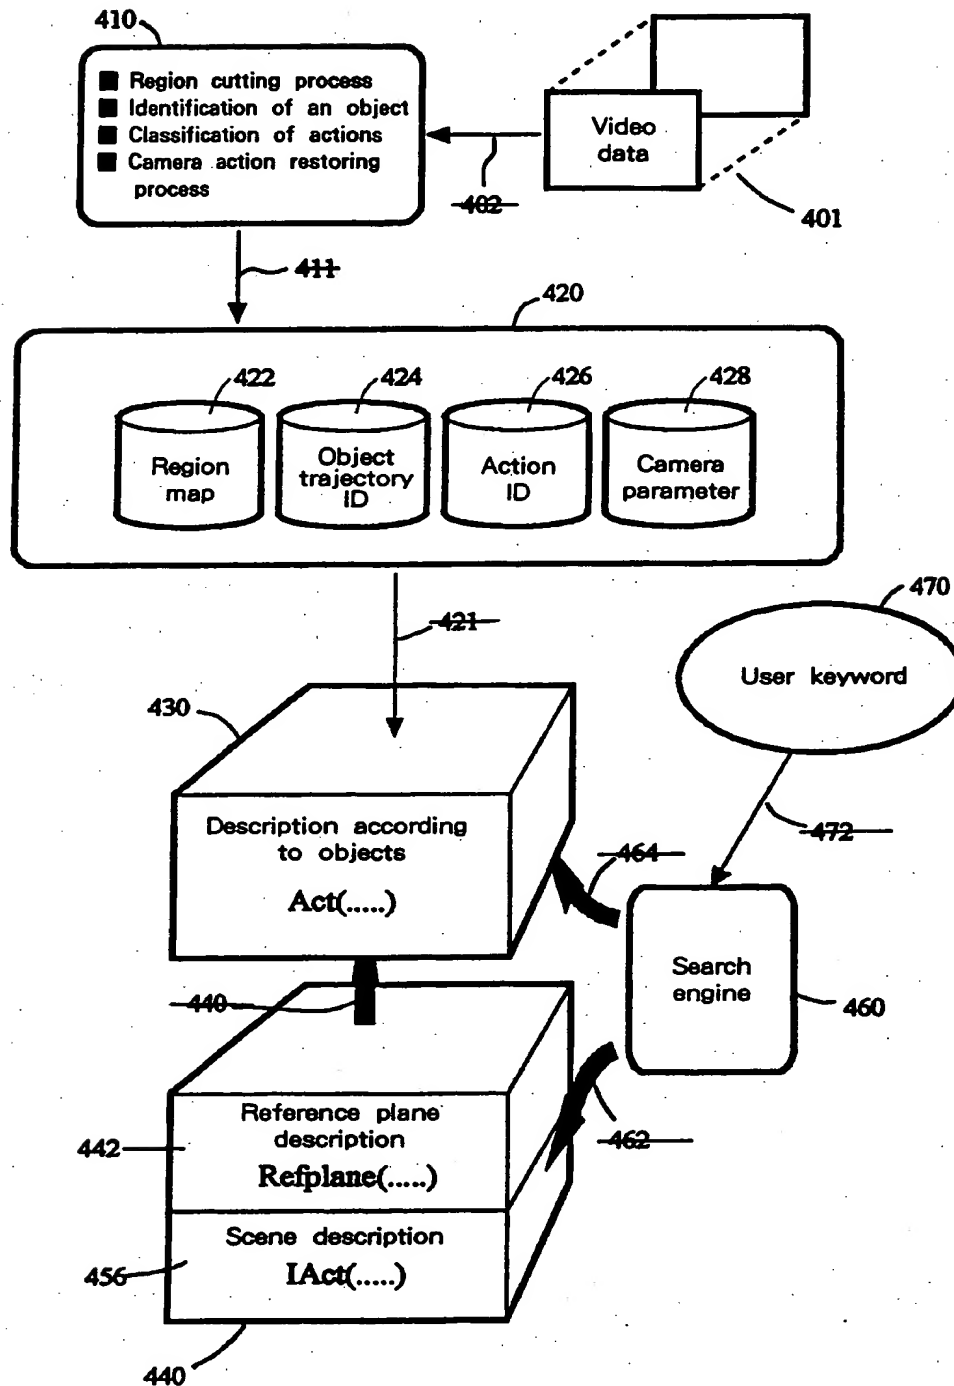 410
Region cutting process
Identification of an object
Classification of actions
Camera action restoring
process
Video
data
402
401
411
420
422
424
426
428
Region
map
Object
trajectory
ID
Action
ID
Camera
parameter
421
470
User keyword
430
472
Description according
to objects
Act(.....)
464
Search
engine
460
440
Reference plane
description
Refplane(.....)
442
462
Scene description
IAct(.....)
456
440